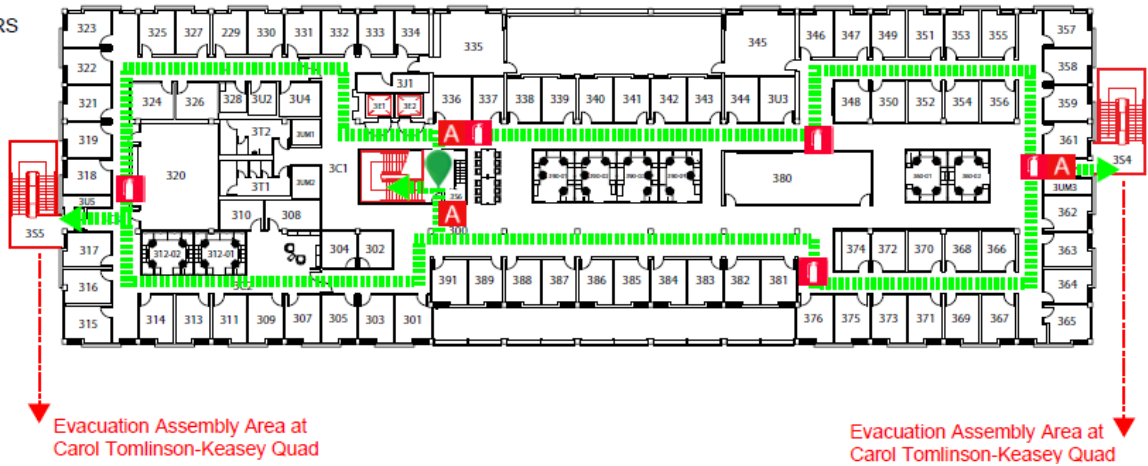 RS
323
325 327 229 330 331 332 333 334
335
345
346 347 349 351 353 355
357
322
358
3J1
321
324 326 328 3U2 3U4
3E1 3E2
336 337 338 339 340 341 342 343 344 3U3
348 350 352 354 356
359
319
3T2
3UM1
A
361
3S4
318
320
3C1
A
380
3T1
3UM2
3UM3
3U5
310 308
A
300
362
3S5
317
312-02 312-01
304 302
374 372 370 368 366
363
316
391 389 388 387 386 385 384 383 382 381
364
315
314 313 311 309 307 305 303 301
376 375 373 371 369 367
365
Evacuation Assembly Area at
Carol Tomlinson-Keasey Quad
Evacuation Assembly Area at
Carol Tomlinson-Keasey Quad